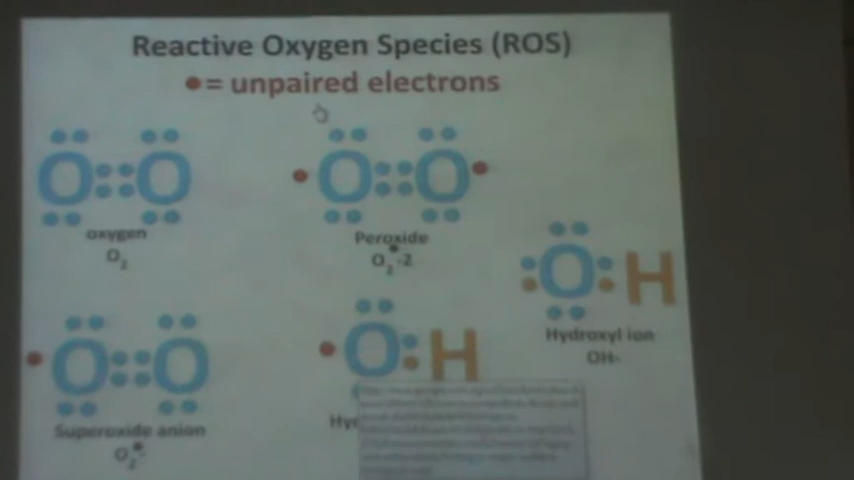 Reactive Oxygen Species (ROS)
= unpaired electrons
O O
oxygen
O2
O O
Peroxide
O2 -2
O H
Hydroxyl ion
OH-
O O
Superoxide anion
O2-
O H
Hy